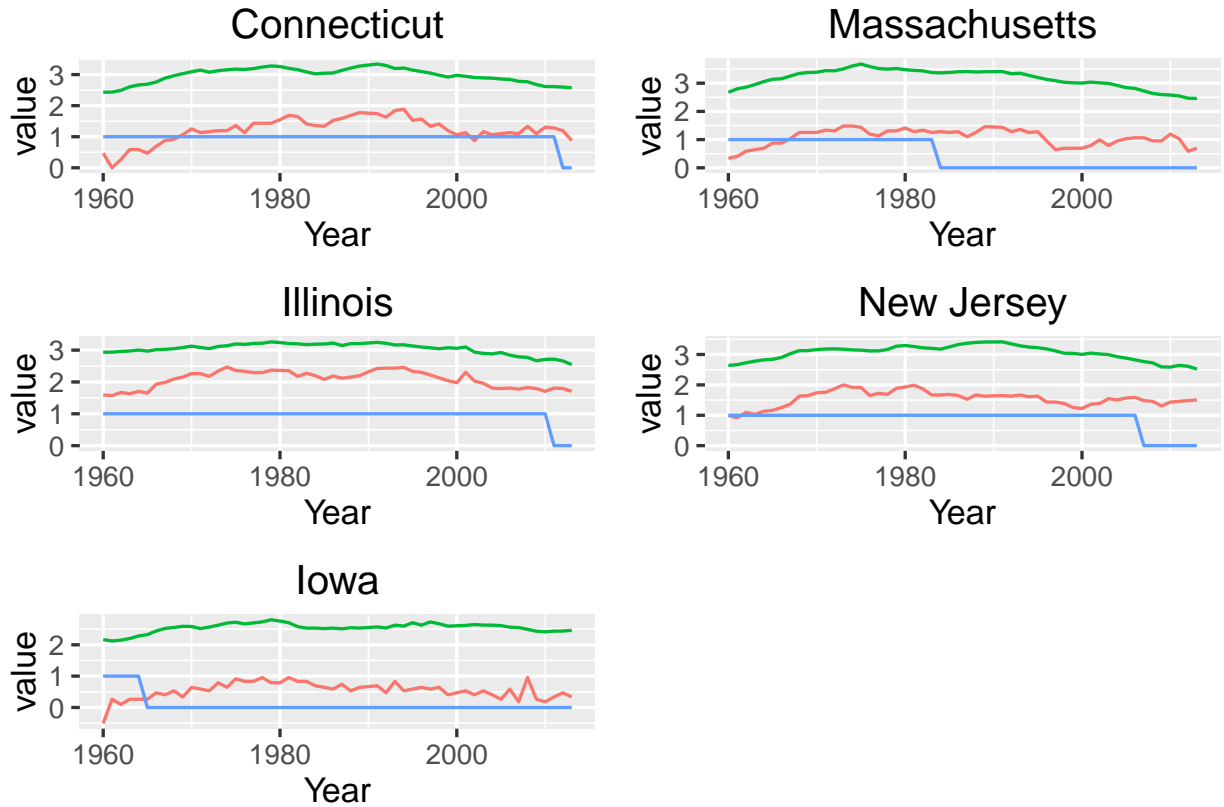 Connecticut
value
3
2
1
0
1960 1980 2000
Year
Massachusetts
value
3
2
1
0
1960 1980 2000
Year
Illinois
value
3
2
1
0
1960 1980 2000
Year
New Jersey
value
3
2
1
0
1960 1980 2000
Year
Iowa
value
2
1
0
1960 1980 2000
Year